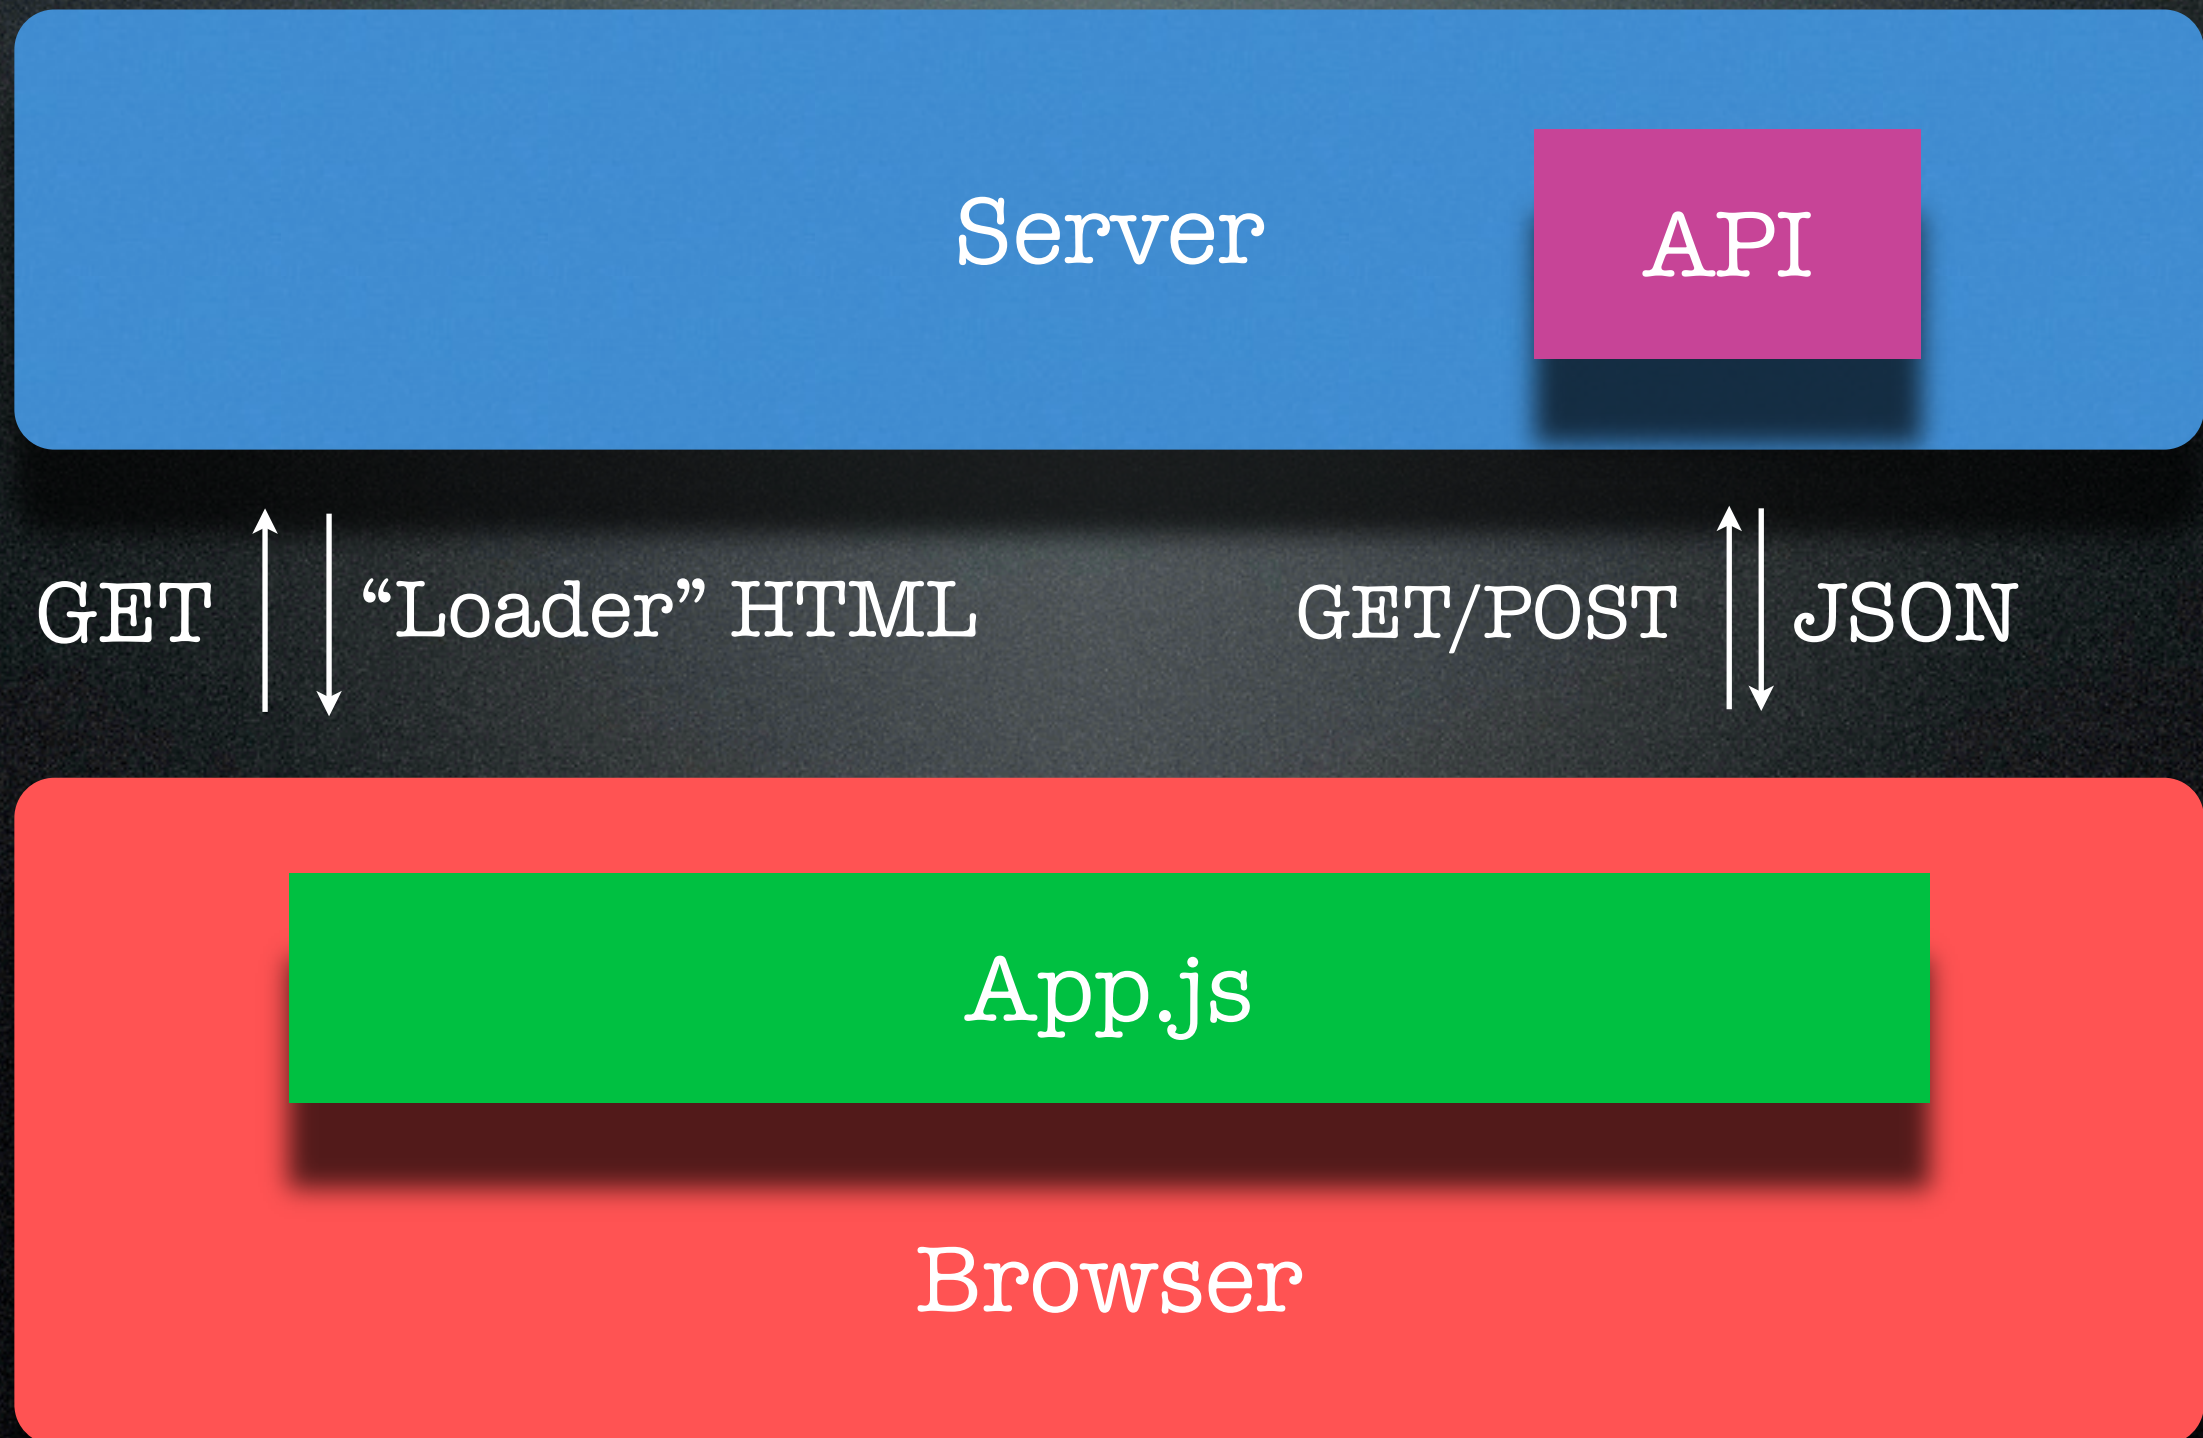 Server
API
GET
“Loader” HTML
GET/POST
JSON
App.js
Browser